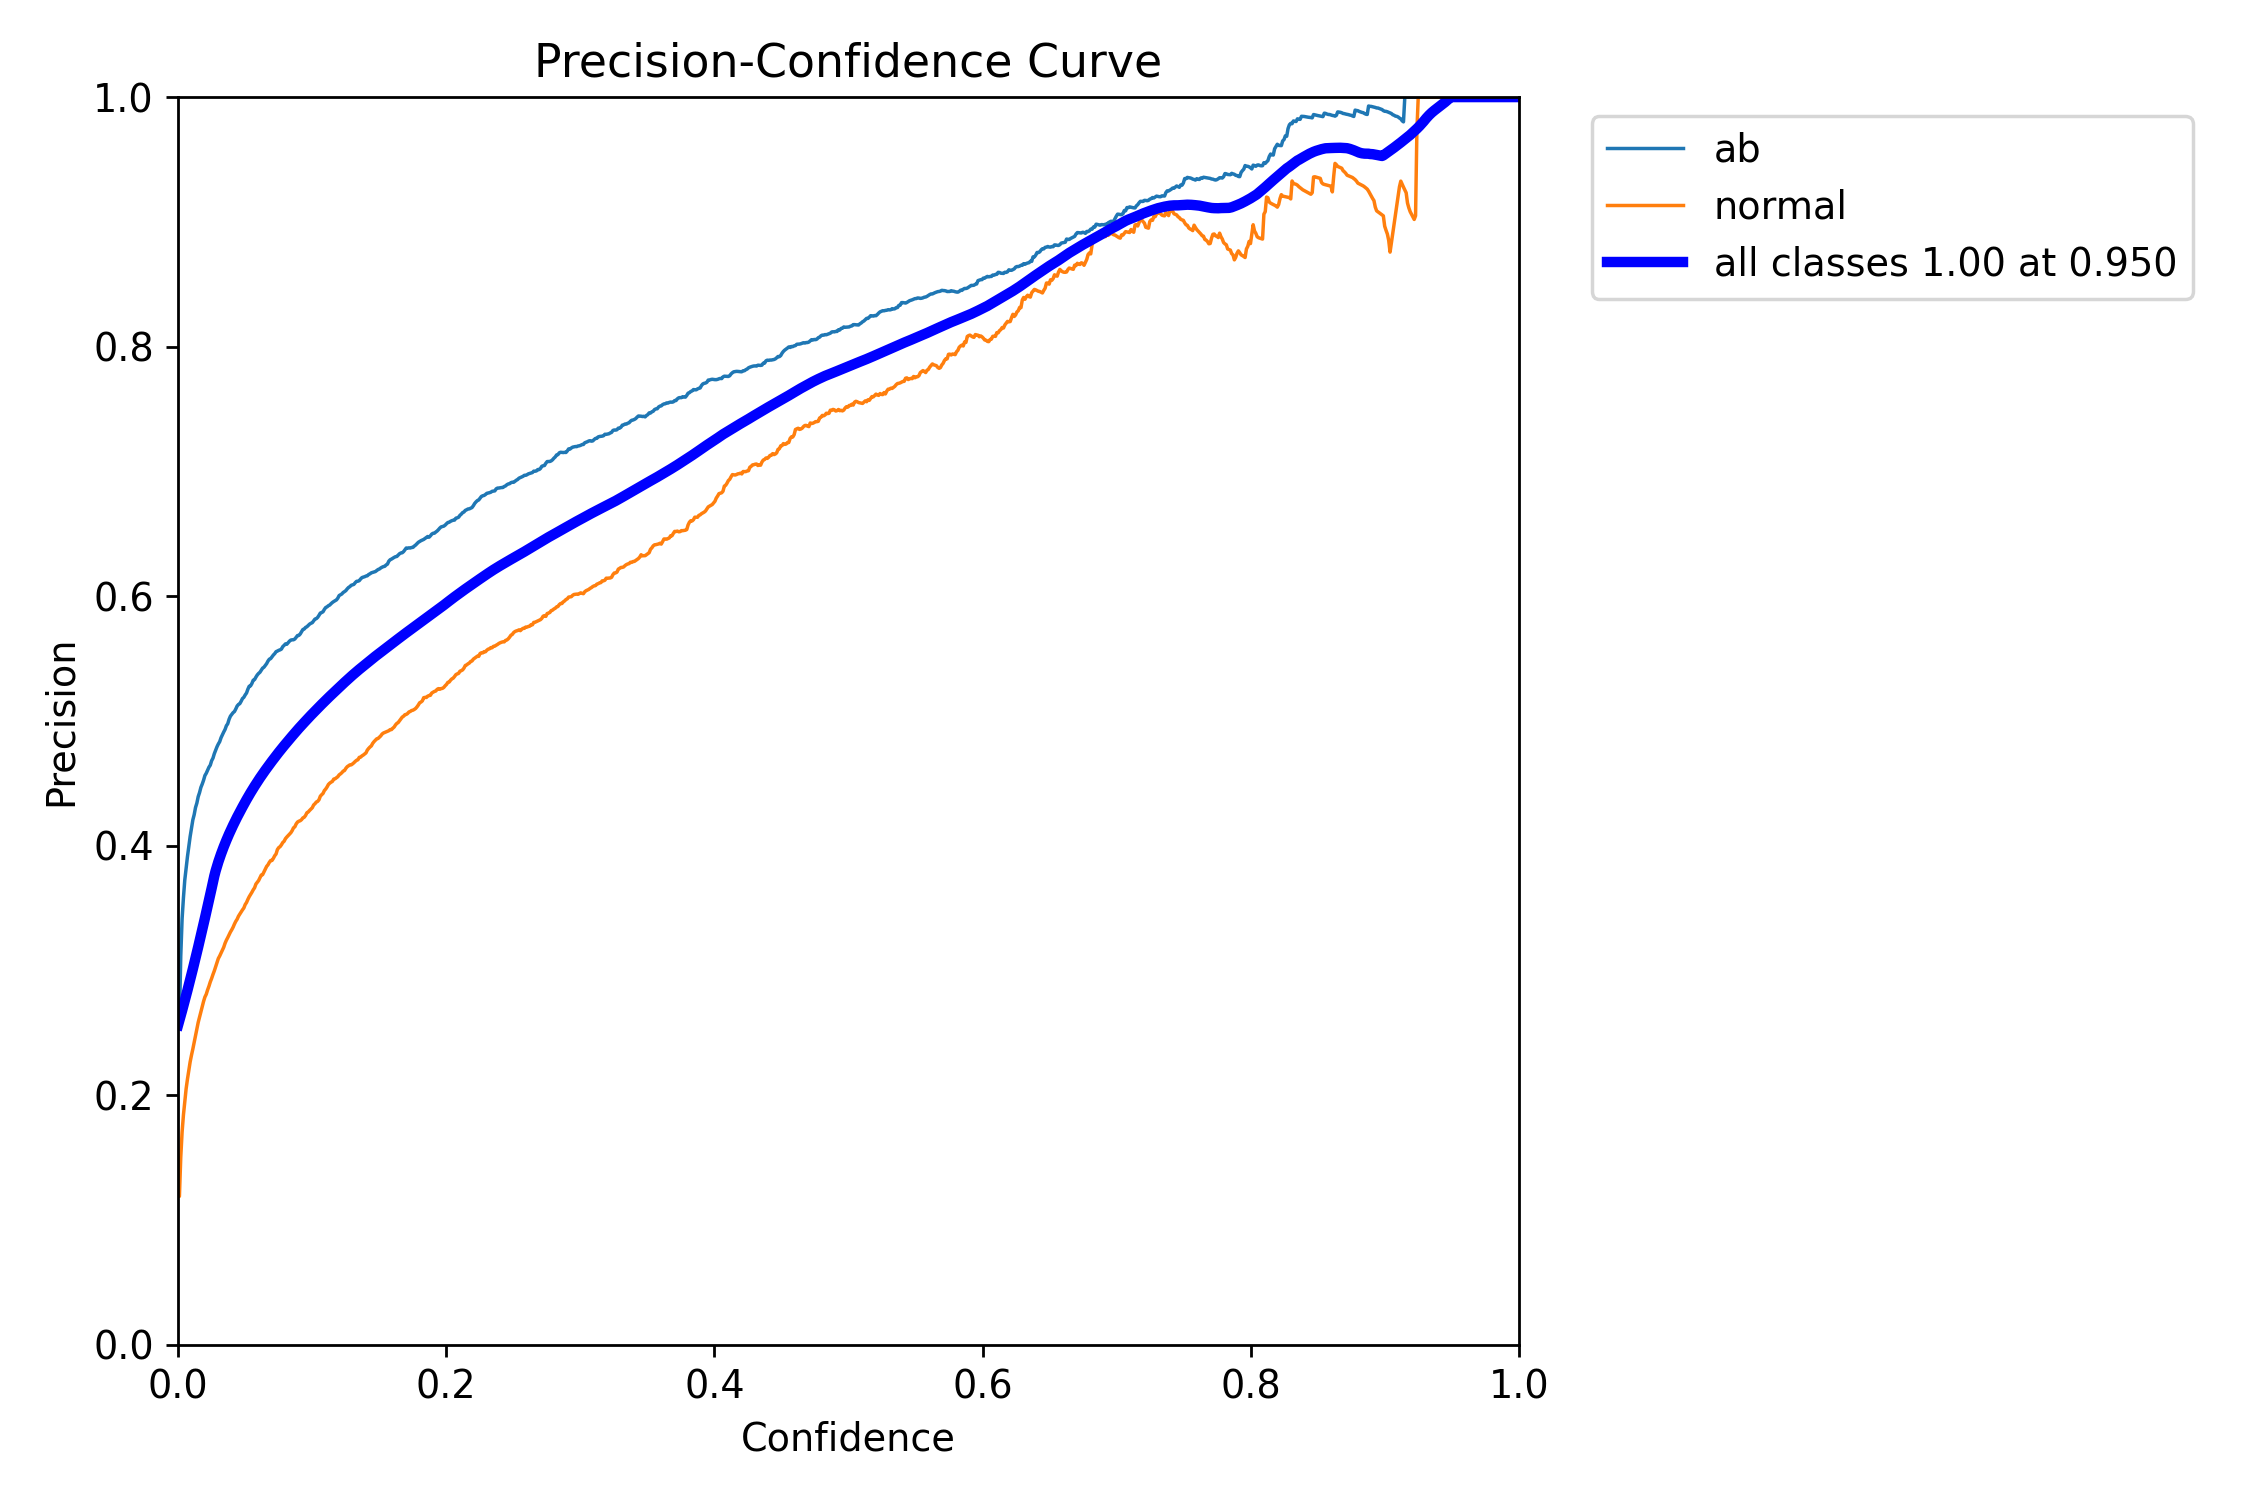 Precision-Confidence Curve
1.0
0.8
0.6
0.4
0.2
0.0
Precision
0.0 0.2 0.4 0.6 0.8 1.0
Confidence
ab
normal
all classes 1.00 at 0.950